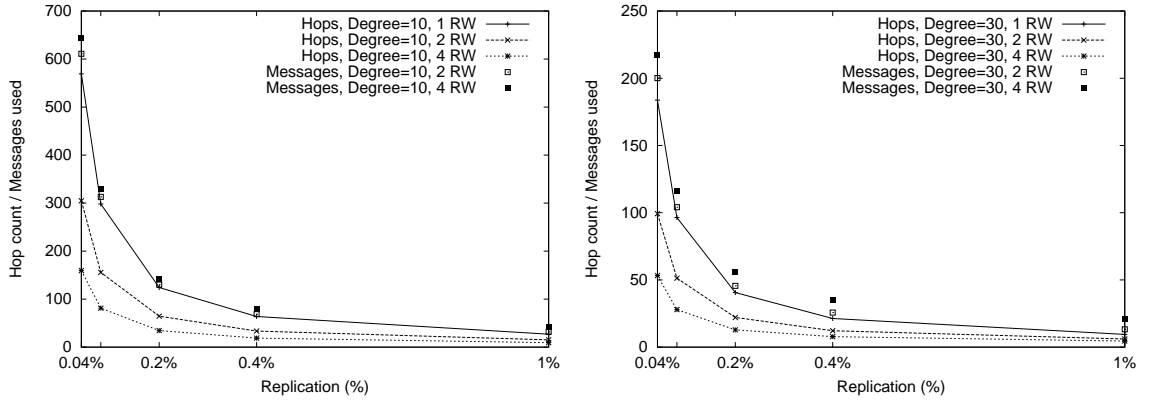 Hop count / Messages used
700
600
500
400
300
200
100
0
0.04%
0.2%
0.4%
1%
Replication (%)
Hops, Degree=10, 1 RW
Hops, Degree=10, 2 RW
Hops, Degree=10, 4 RW
Messages, Degree=10, 2 RW
Messages, Degree=10, 4 RW
Hop count / Messages used
250
200
150
100
50
0
0.04%
0.2%
0.4%
1%
Replication (%)
Hops, Degree=30, 1 RW
Hops, Degree=30, 2 RW
Hops, Degree=30, 4 RW
Messages, Degree=30, 2 RW
Messages, Degree=30, 4 RW